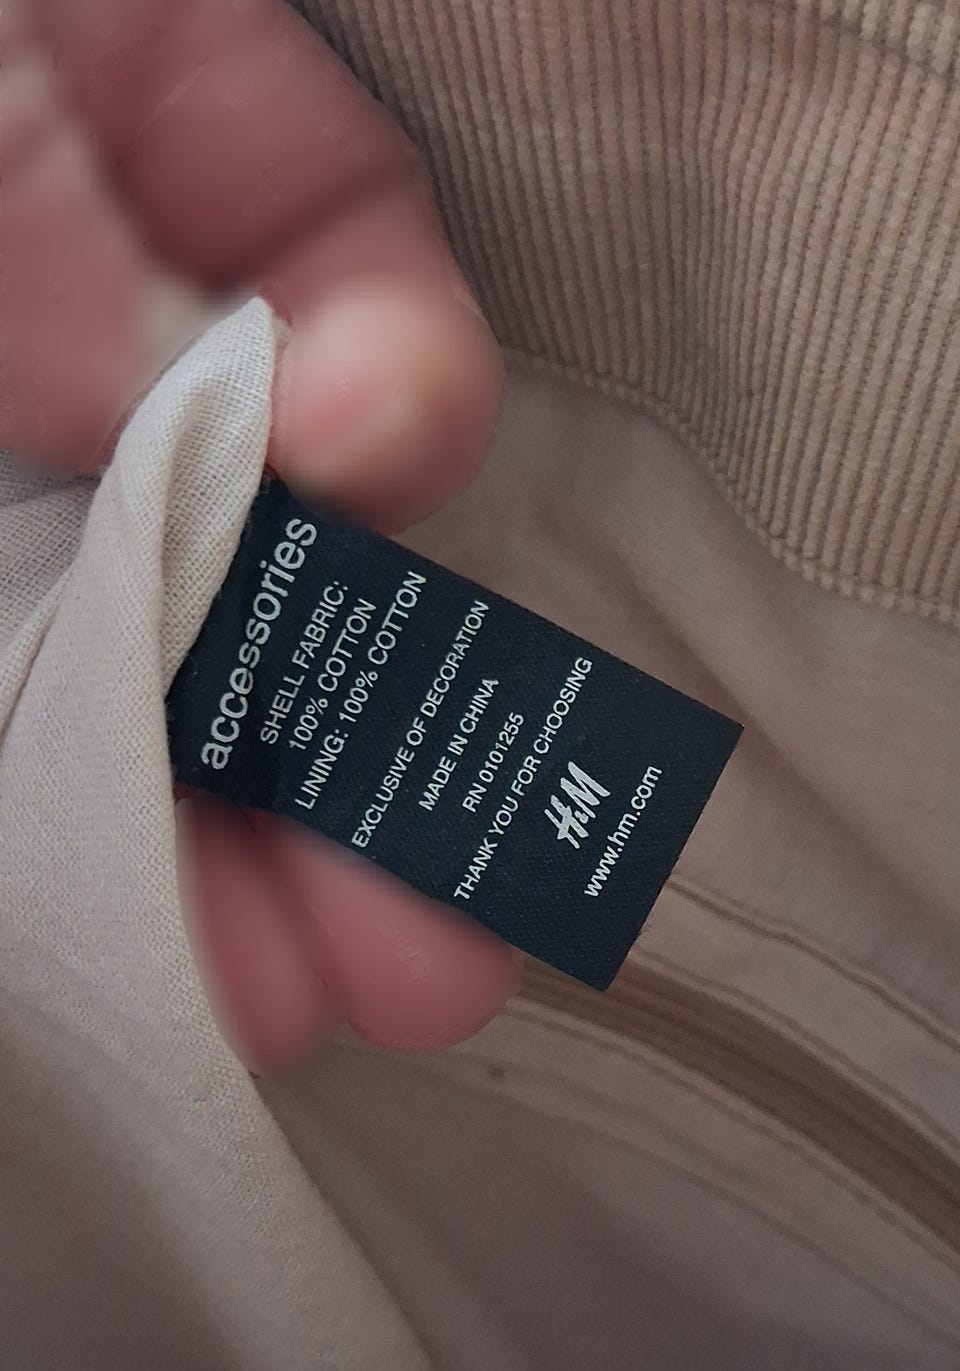 accessories
SHELL FABRIC:
100% COTTON
LINING: 100% COTTON
EXCLUSIVE OF DECORATION
MADE IN CHINA
RN 0101255
THANK YOU FOR CHOOSING
H&M
www.hm.com